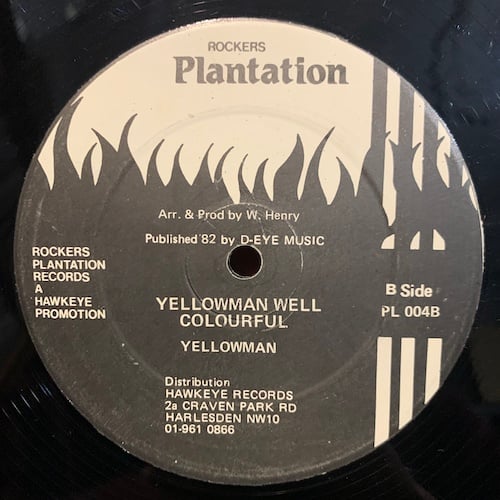 ROCKERS
Plantation
Arr. & Prod by W. Henry
Published '82 by D-EYE MUSIC
ROCKERS
PLANTATION
RECORDS
A
HAWKEYE
PROMOTION
B Side
PL 004B
YELLOWMAN WELL
COLOURFUL
YELLOWMAN
Distribution
HAWKEYE RECORDS
2a CRAVEN PARK RD
HARLESDEN NW10
01-961 0866